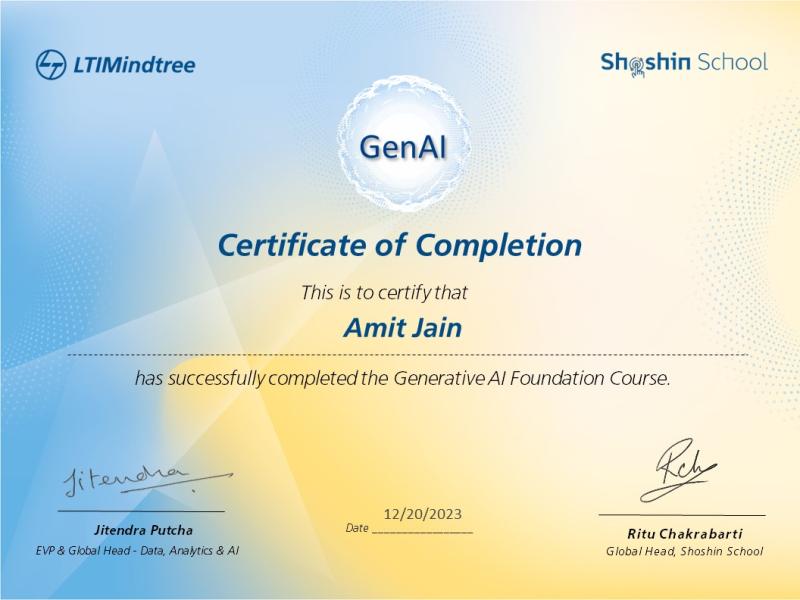 LTIMindtree
Shoshin School
GenAI
Certificate of Completion
This is to certify that
Amit Jain
has successfully completed the Generative AI Foundation Course.
Jitendra
Rch
12/20/2023
Date
Jitendra Putcha
EVP & Global Head - Data, Analytics & AI
Ritu Chakrabarti
Global Head, Shoshin School